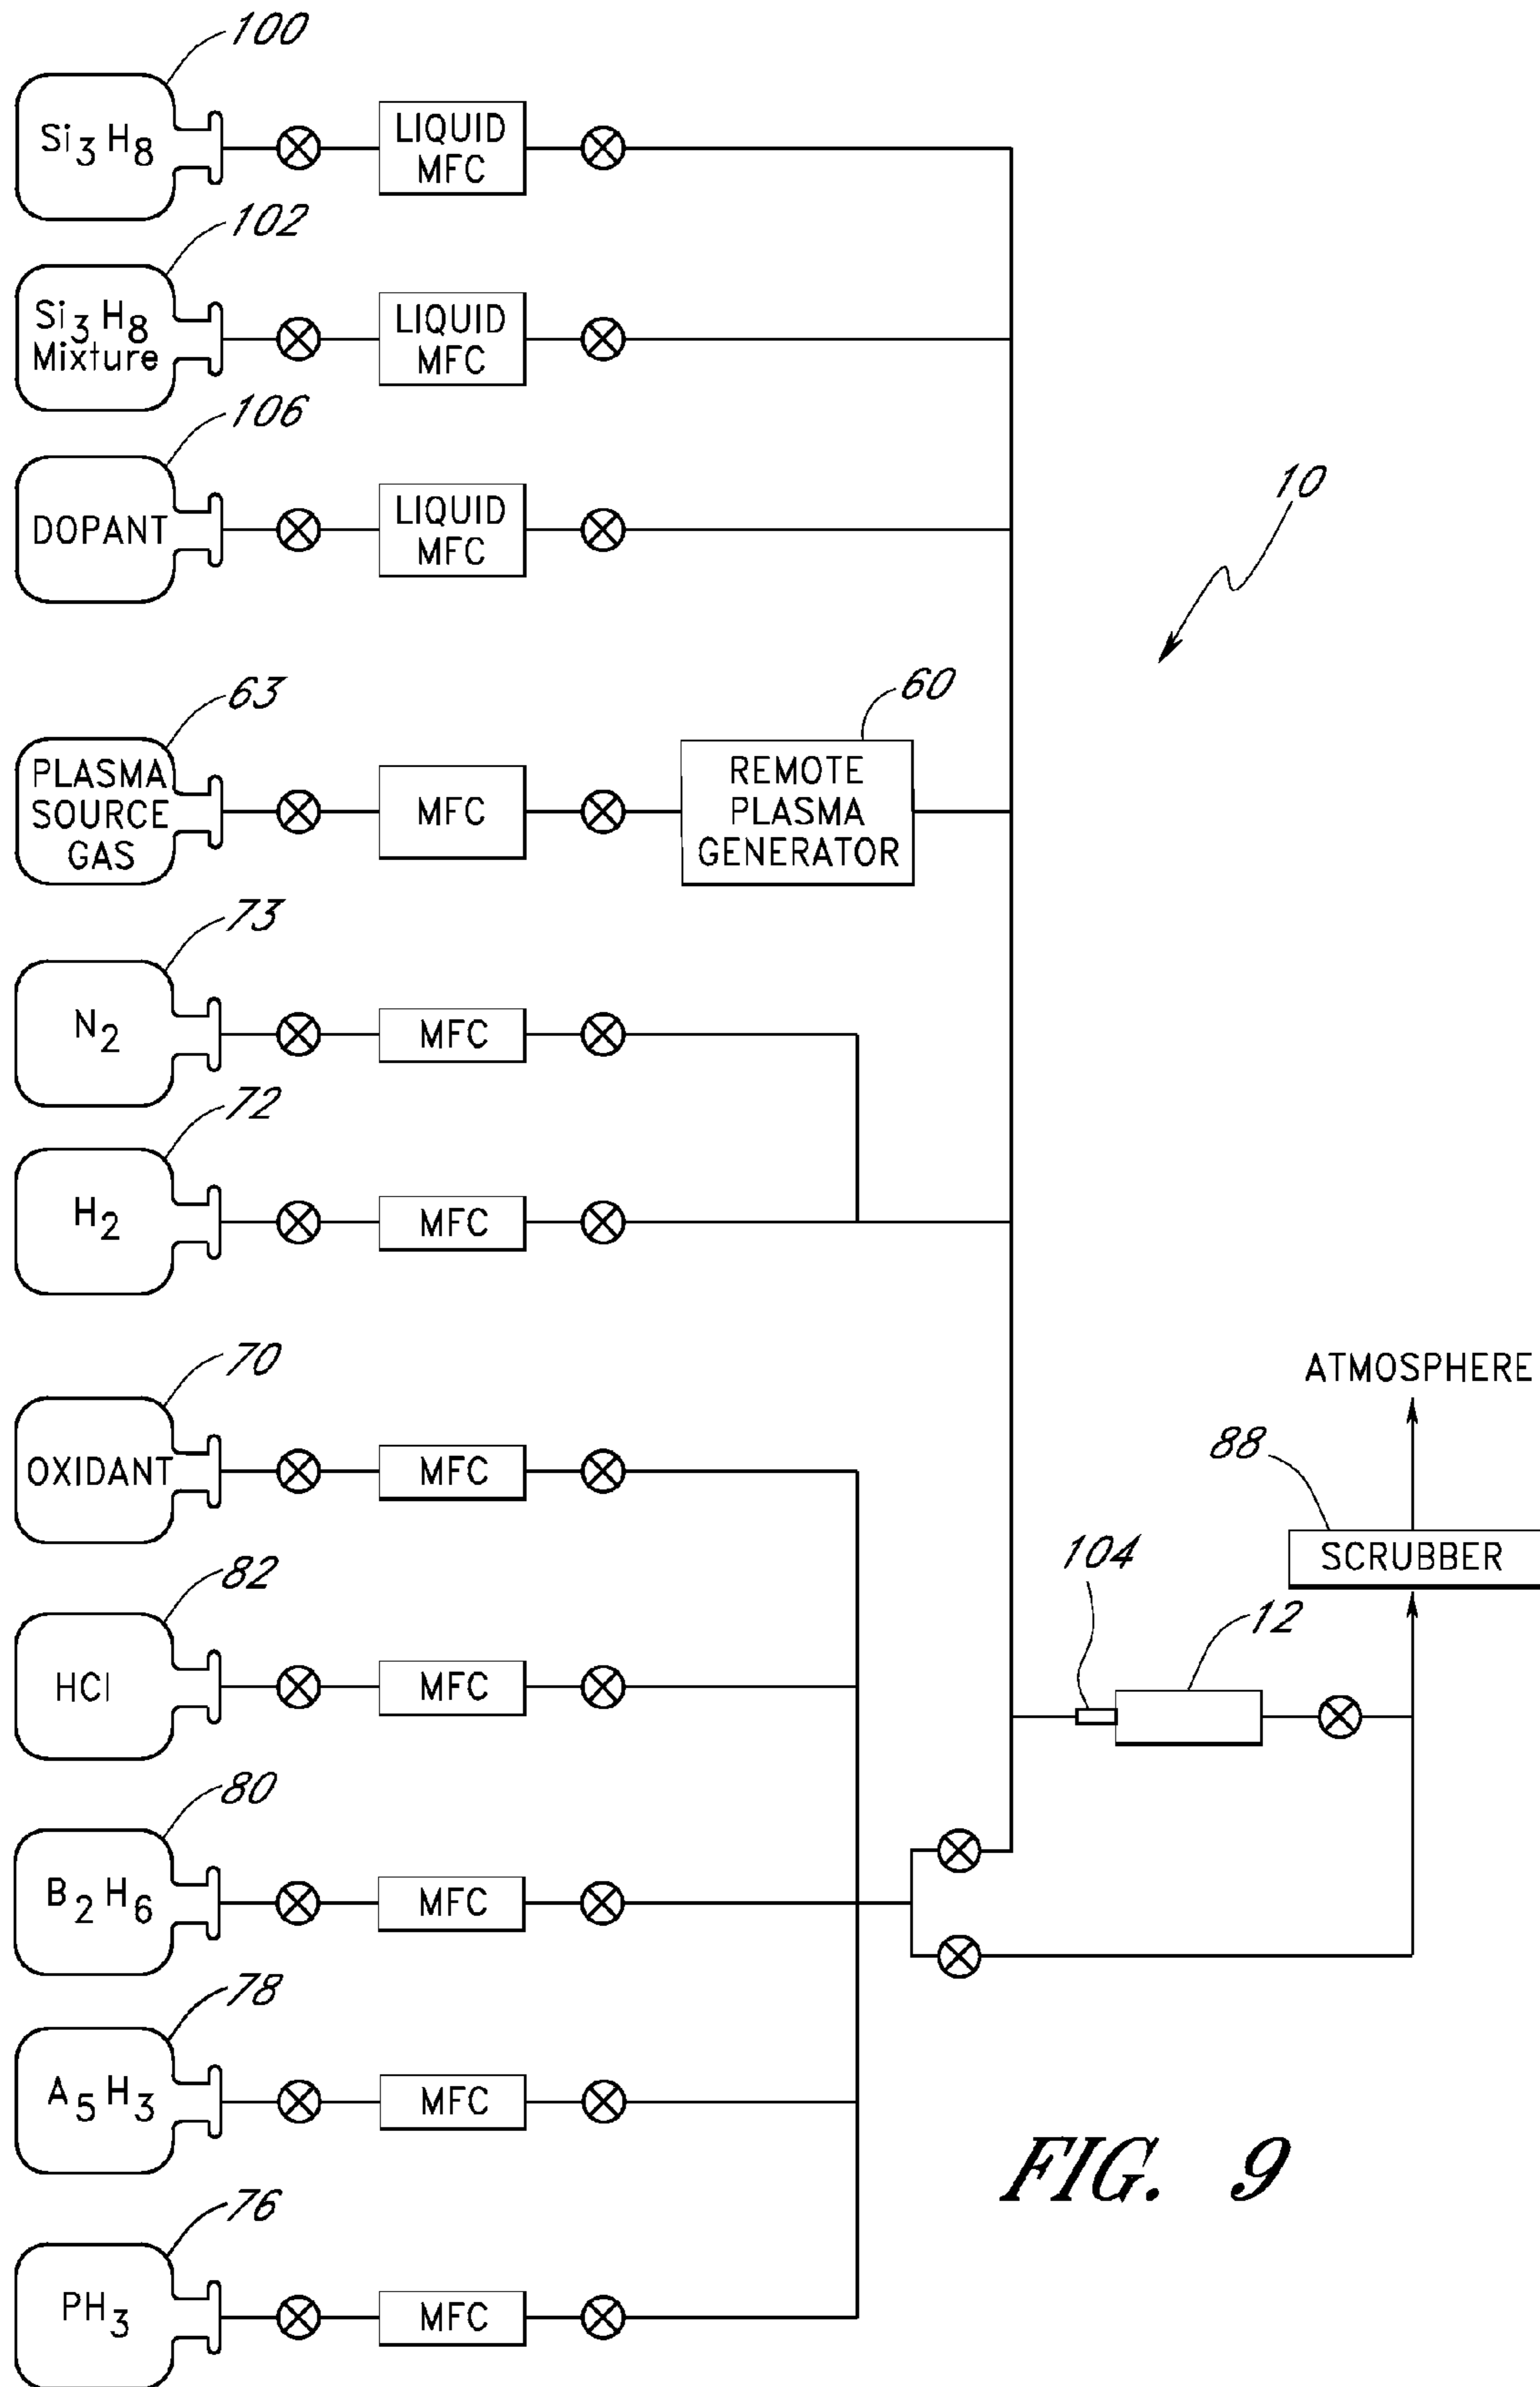 100
Si3H8
LIQUID
MFC
102
Si3H8
Mixture
LIQUID
MFC
106
DOPANT
LIQUID
MFC
10
63
PLASMA
SOURCE
GAS
MFC
60
REMOTE
PLASMA
GENERATOR
73
N2
MFC
72
H2
MFC
70
OXIDANT
MFC
ATMOSPHERE
88
SCRUBBER
82
HCl
MFC
104
12
80
B2H6
MFC
78
A5H3
MFC
76
PH3
MFC
FIG. 9